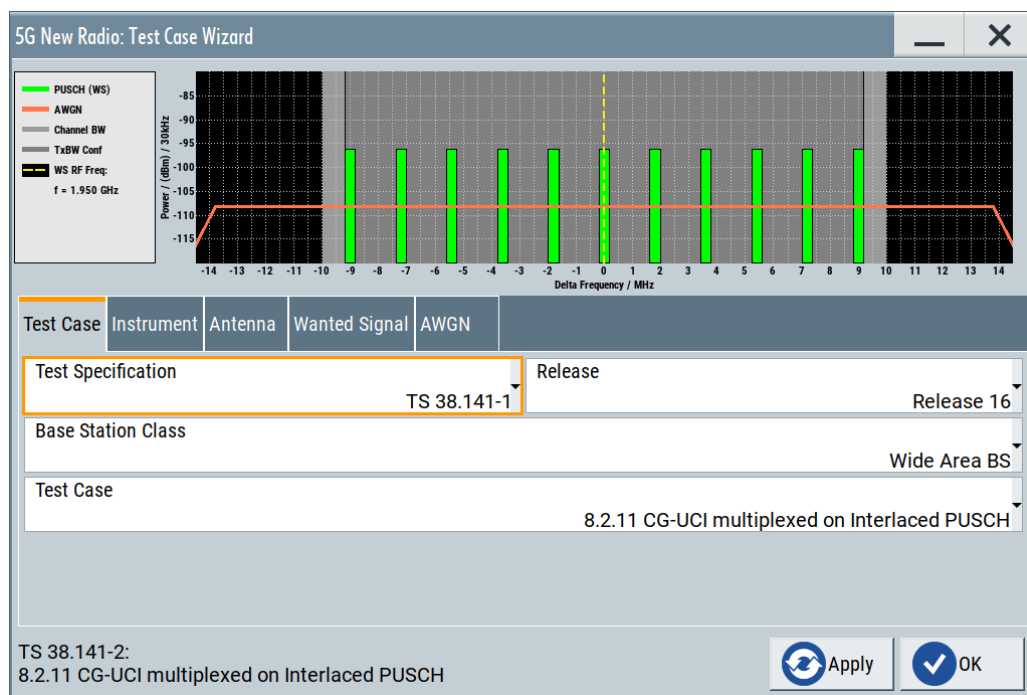 5G New Radio: Test Case Wizard
PUSCH (WS)
AWGN
Channel BW
TxBW Conf
WS RF Freq:
f = 1.950 GHz
Power / (dBm) / 30kHz
-85
-90
-95
-100
-105
-110
-115
-14 -13 -12 -11 -10 -9 -8 -7 -6 -5 -4 -3 -2 -1 0 1 2 3 4 5 6 7 8 9 10 11 12 13 14
Delta Frequency / MHz
Test Case Instrument Antenna Wanted Signal AWGN
Test Specification
TS 38.141-1
Release
Release 16
Base Station Class
Wide Area BS
Test Case
8.2.11 CG-UCI multiplexed on Interlaced PUSCH
TS 38.141-2:
8.2.11 CG-UCI multiplexed on Interlaced PUSCH
Apply
OK